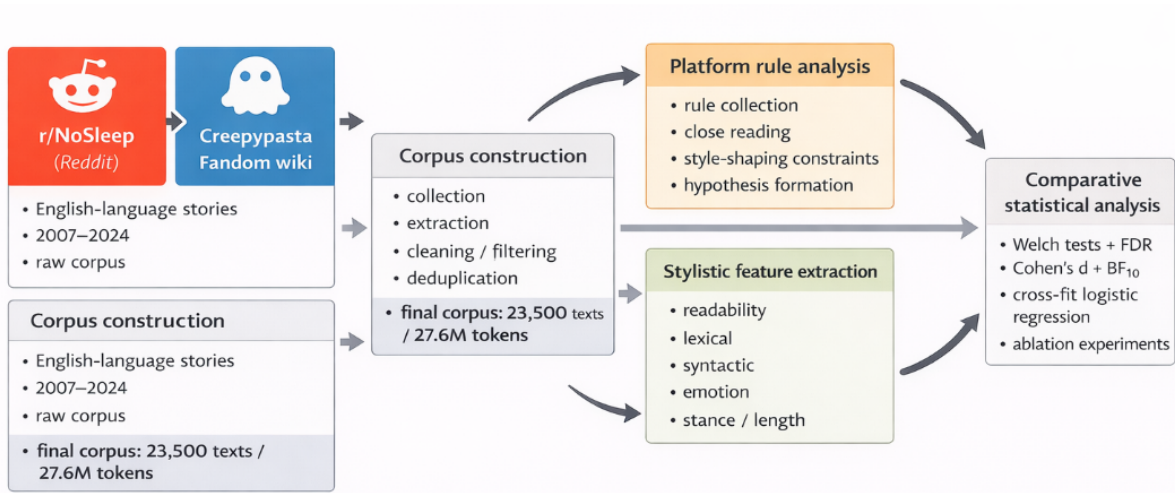 r/NoSleep
(Reddit)
Creepypasta
Fandom wiki
• English-language stories
• 2007–2024
• raw corpus
Corpus construction
• English-language stories
• 2007–2024
• raw corpus
• final corpus: 23,500 texts /
27.6M tokens
Corpus construction
• collection
• extraction
• cleaning / filtering
• deduplication
• final corpus: 23,500 texts
/ 27.6M tokens
Platform rule analysis
• rule collection
• close reading
• style-shaping constraints
• hypothesis formation
Stylistic feature extraction
• readability
• lexical
• syntactic
• emotion
• stance / length
Comparative
statistical analysis
• Welch tests + FDR
• Cohen's d + BF₁₀
• cross-fit logistic
regression
• ablation experiments